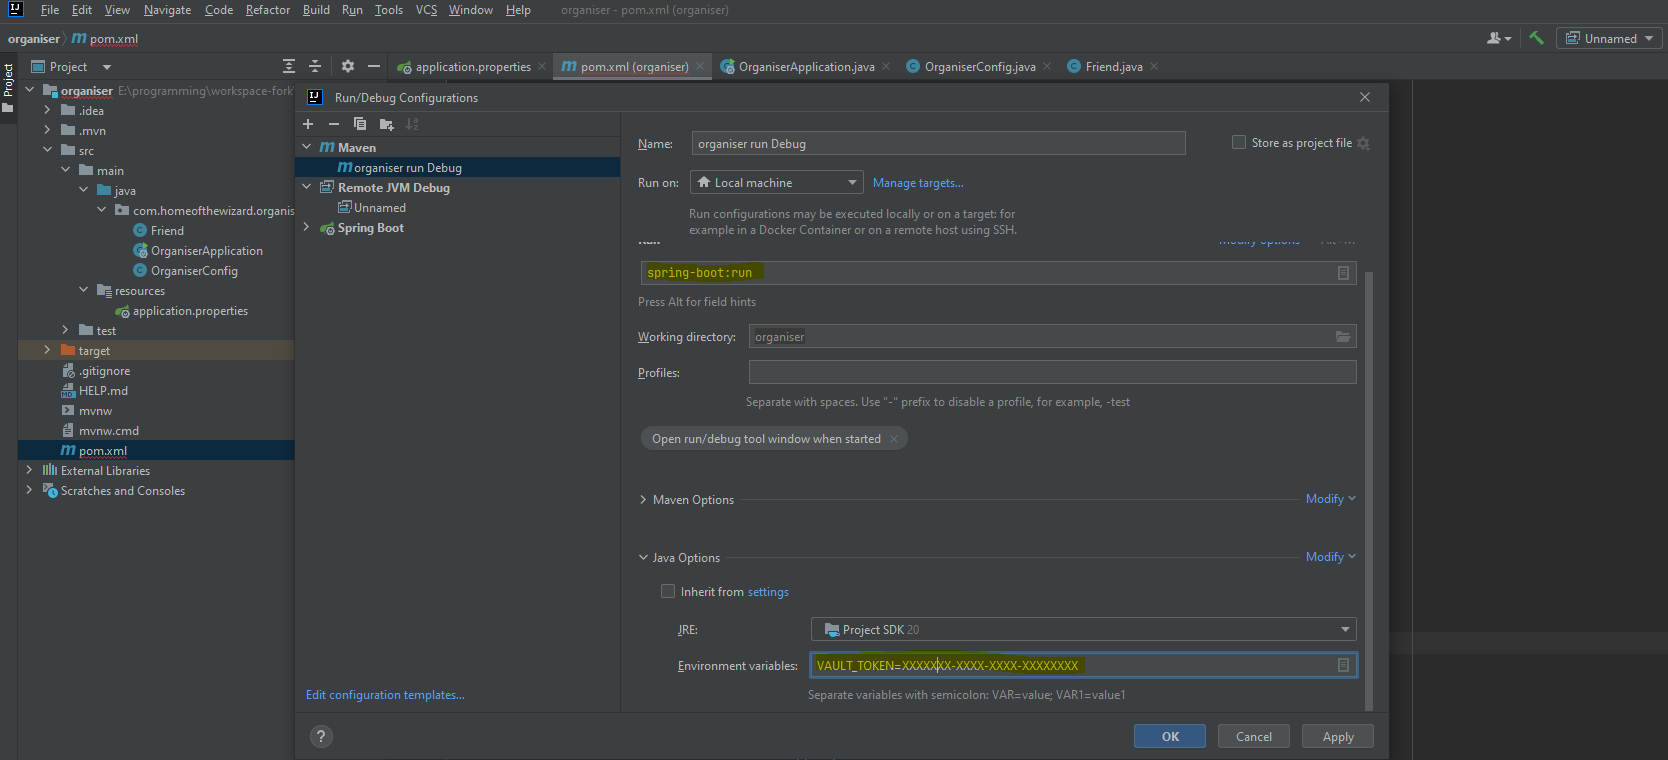 File Edit View Navigate Code Refactor Build Run Tools VCS Window Help organiser - pom.xml (organiser)
organiser m pom.xml Unnamed
Project
Project application.properties m pom.xml (organiser) OrganiserApplication.java OrganiserConfig.java Friend.java
organiser E:\programming\workspace-fork
.idea
.mvn
src
main
java
com.homeofthewizard.organis
Friend
OrganiserApplication
OrganiserConfig
resources
application.properties
test
target
.gitignore
HELP.md
mvnw
mvnw.cmd
m pom.xml
External Libraries
Scratches and Consoles
Run/Debug Configurations
m Maven
m organiser run Debug
Remote JVM Debug
Unnamed
Spring Boot
Edit configuration templates...
Name: organiser run Debug Store as project file
Run on: Local machine Manage targets...
Run configurations may be executed locally or on a target: for
example in a Docker Container or on a remote host using SSH.
Run Modify options Alt+M
spring-boot:run
Press Alt for field hints
Working directory: organiser
Profiles:
Separate with spaces. Use "-" prefix to disable a profile, for example, -test
Open run/debug tool window when started
Maven Options Modify
Java Options Modify
Inherit from settings
JRE: Project SDK 20
Environment variables: VAULT_TOKEN=XXXXXXX-XXXX-XXXX-XXXXXXXX
Separate variables with semicolon: VAR=value; VAR1=value1
? OK Cancel Apply